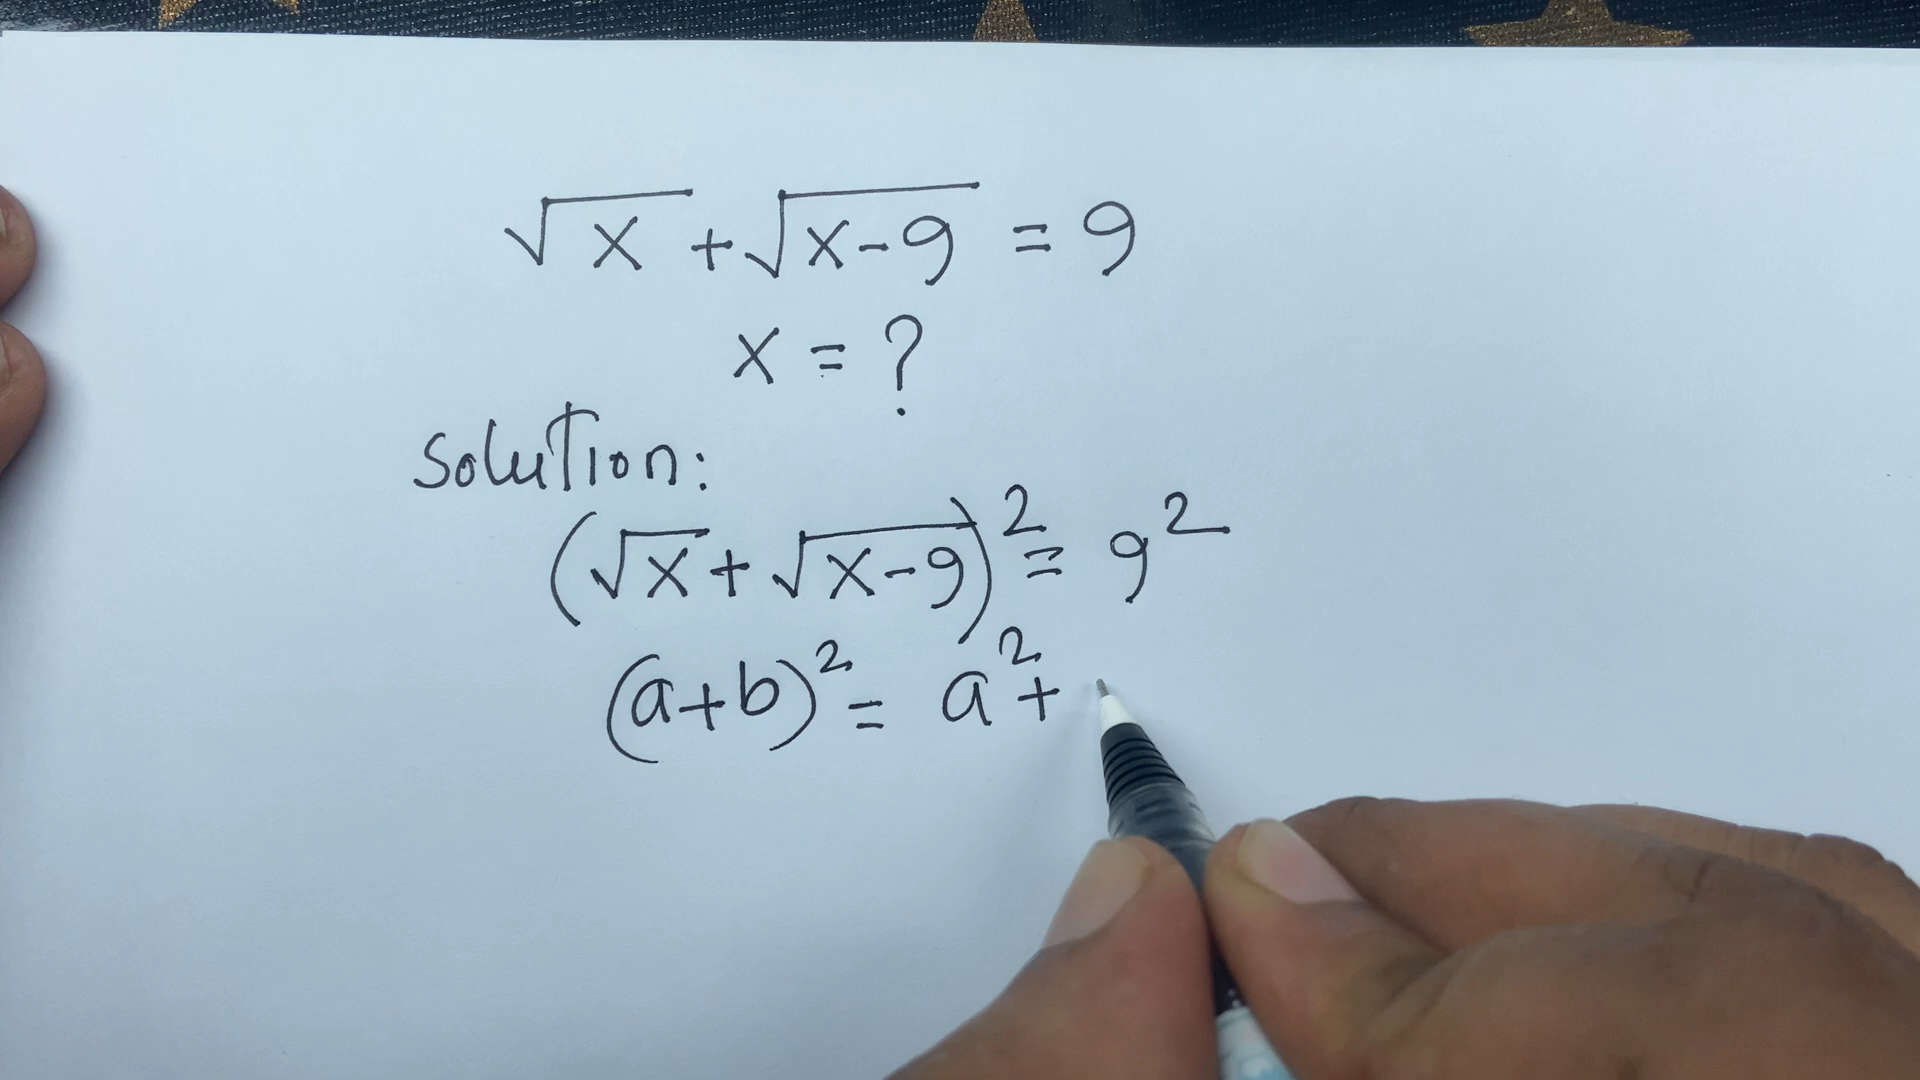 √x + √x-9 = 9
x = ?
Solution:
(√x + √x-9)² = 9²
(a+b)² = a² +